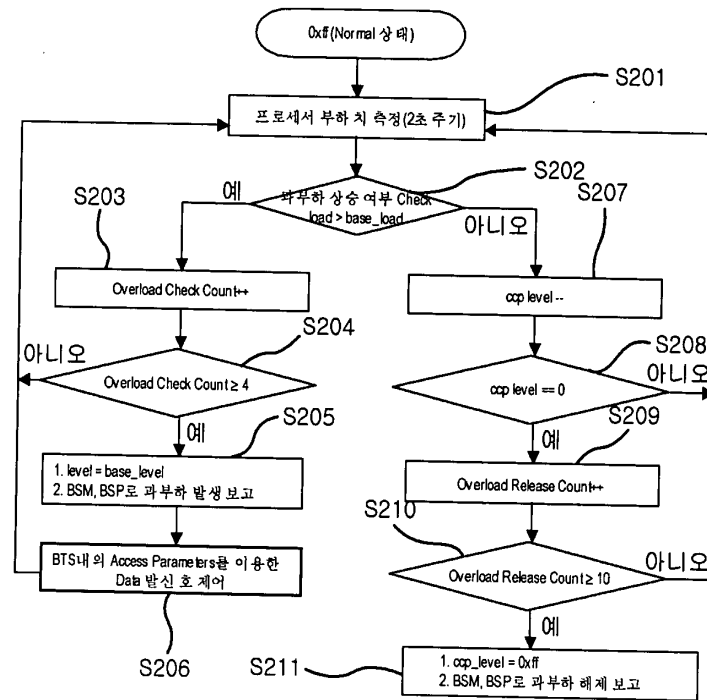 0xff(Normal 상태)
S201
프로세서 부하 치 측정(2초 주기)
S202
과부하 상승 여부 Check
load > base_load
예
아니오
S203
S207
Overload Check Count++
ccp level --
S204
S208
아니오
Overload Check Count ≥ 4
ccp level == 0
아니오
예
예
S205
S209
1. level = base_level
2. BSM, BSP로 과부하 발생 보고
Overload Release Count++
S210
BTS내의 Access Parameters를 이용한
Data 발신 호 제어
Overload Release Count ≥ 10
아니오
S206
예
S211
1. ccp_level = 0xff
2. BSM, BSP로 과부하 해제 보고